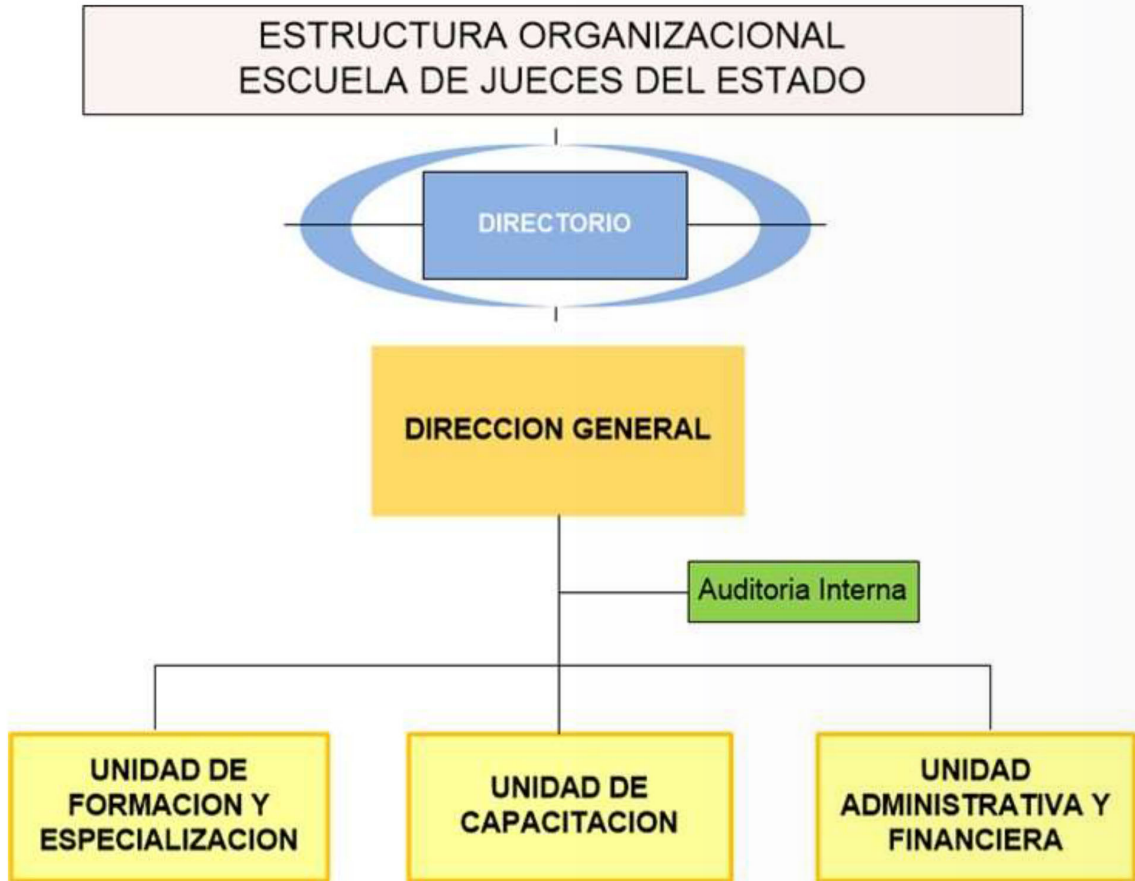 ESTRUCTURA ORGANIZACIONAL
ESCUELA DE JUECES DEL ESTADO
DIRECTORIO
DIRECCION GENERAL
Auditoria Interna
UNIDAD DE
FORMACION Y
ESPECIALIZACION
UNIDAD DE
CAPACITACION
UNIDAD
ADMINISTRATIVA Y
FINANCIERA